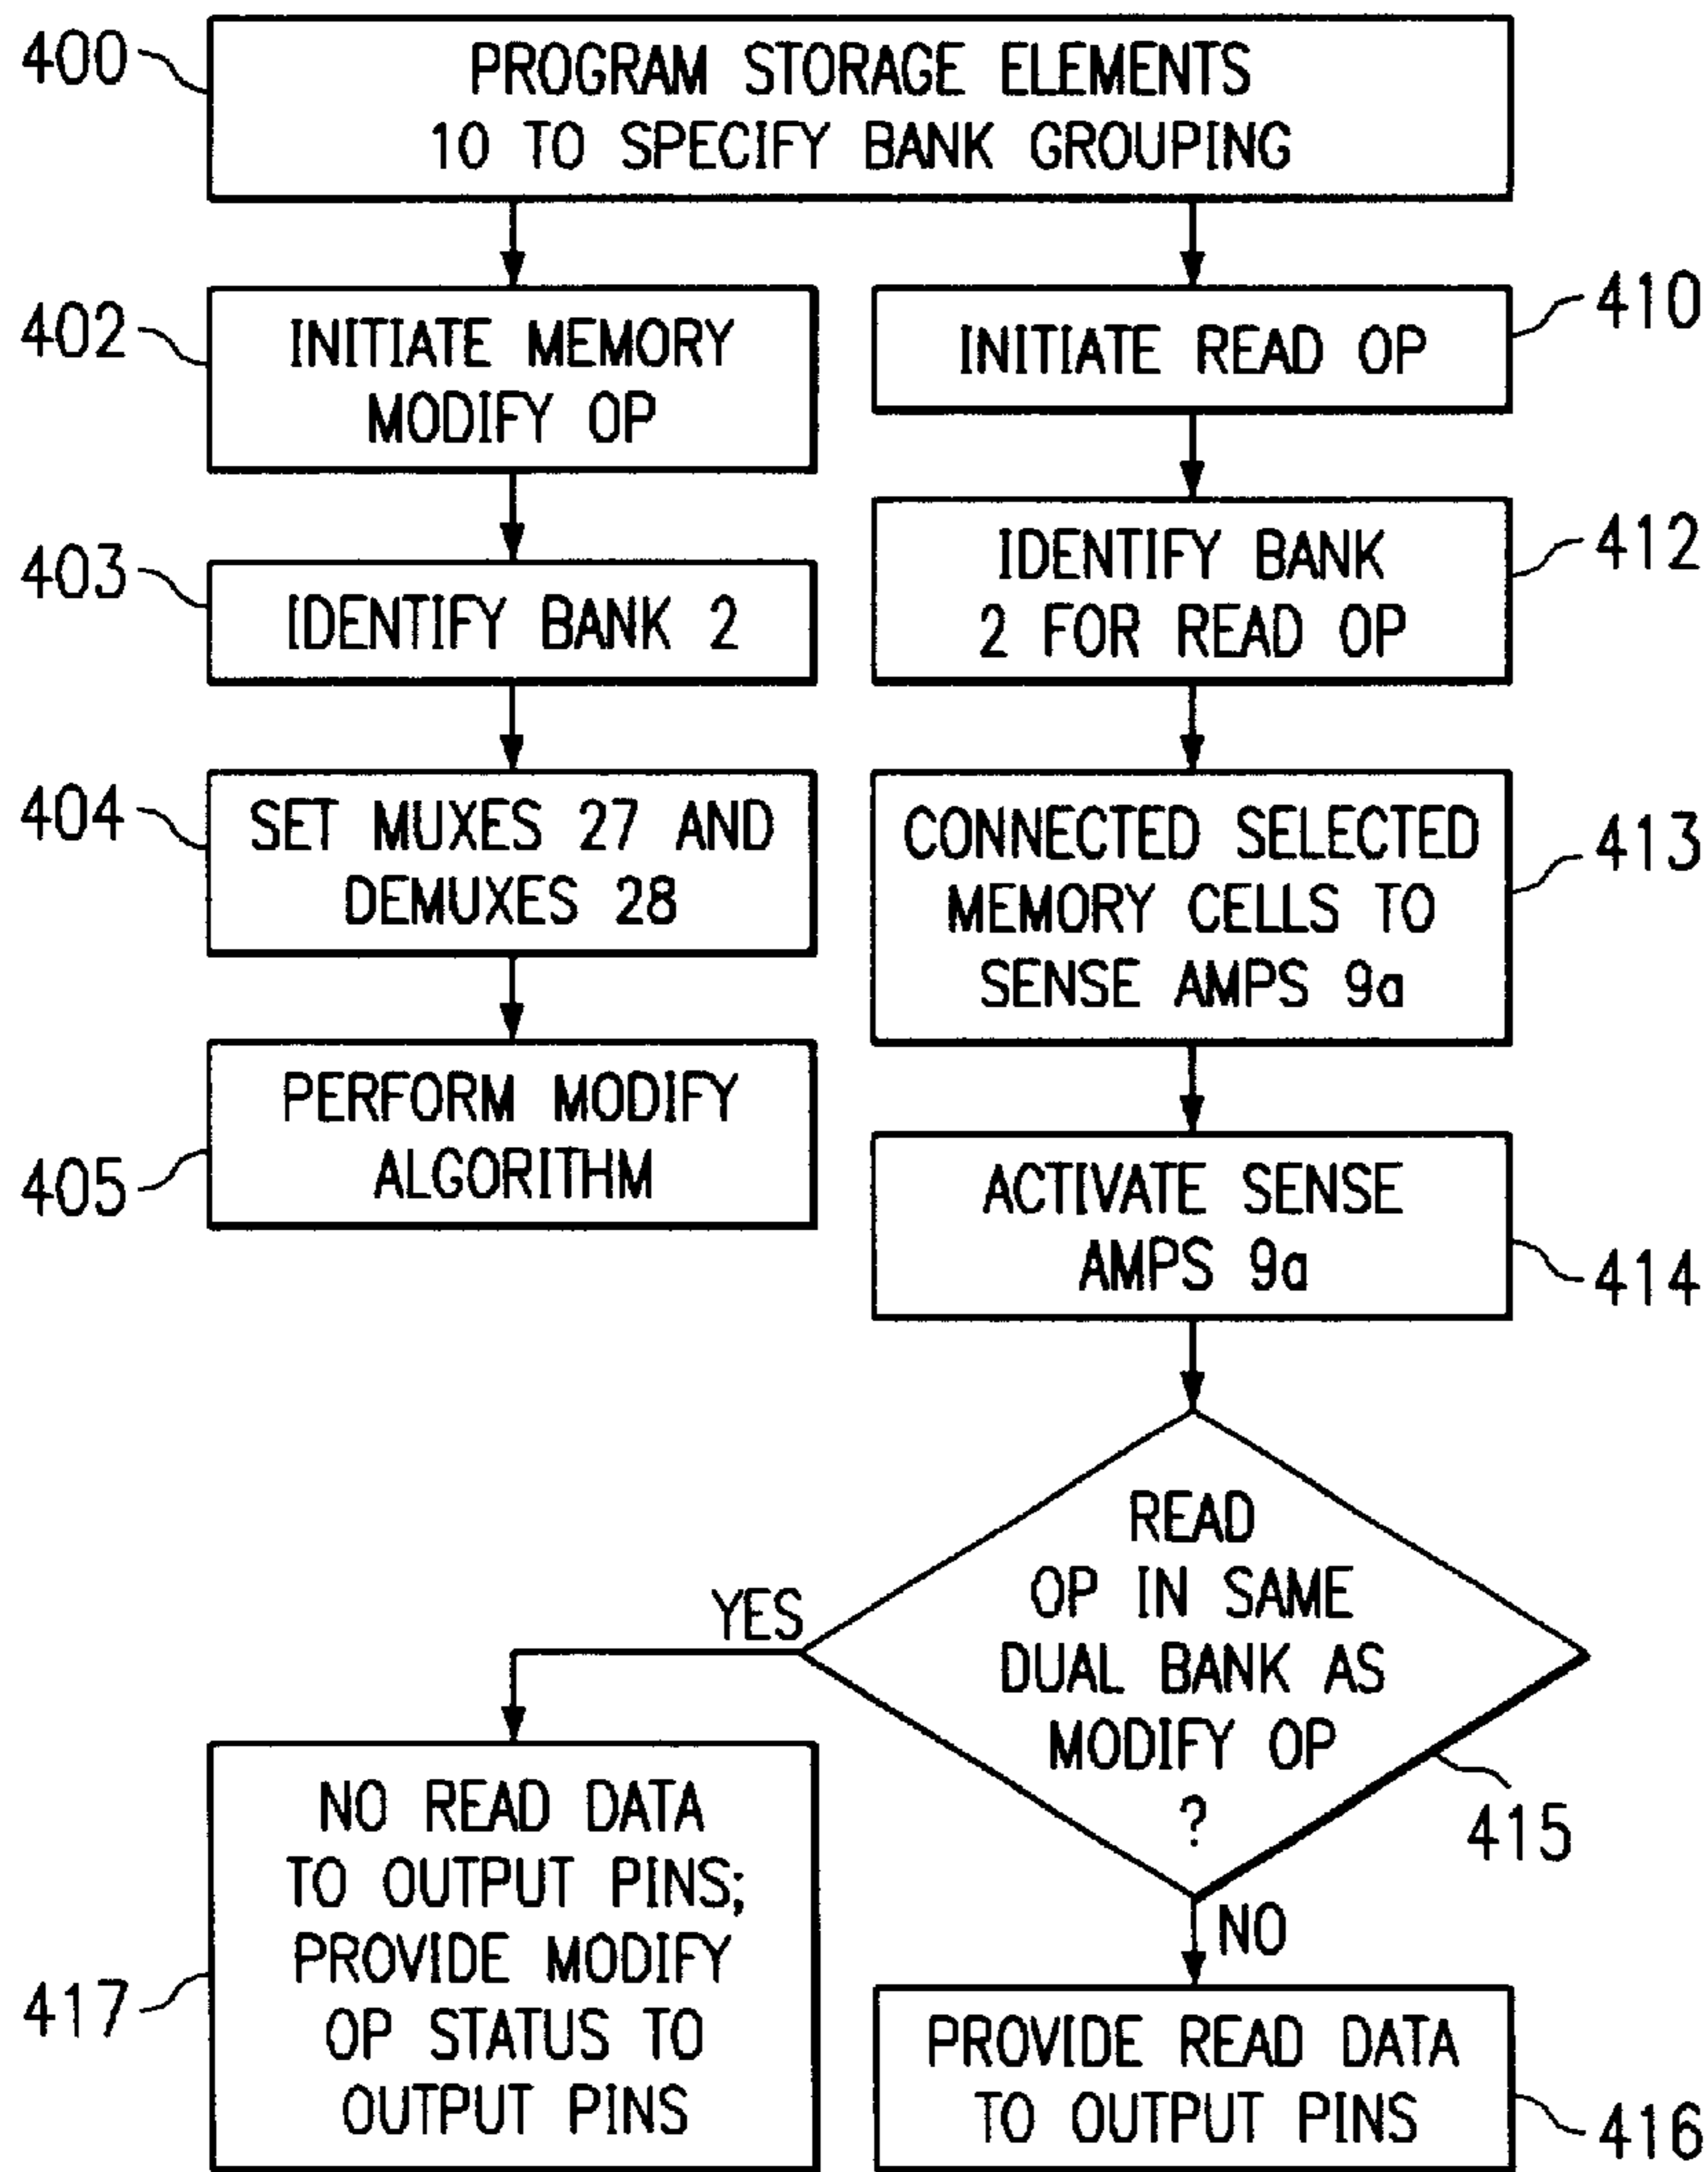 400
PROGRAM STORAGE ELEMENTS
10 TO SPECIFY BANK GROUPING
402
INITIATE MEMORY
MODIFY OP
403
IDENTIFY BANK 2
404
SET MUXES 27 AND
DEMUXES 28
405
PERFORM MODIFY
ALGORITHM
410
INITIATE READ OP
412
IDENTIFY BANK
2 FOR READ OP
413
CONNECTED SELECTED
MEMORY CELLS TO
SENSE AMPS 9a
414
ACTIVATE SENSE
AMPS 9a
415
READ
OP IN SAME
DUAL BANK AS
MODIFY OP
?
YES
NO
417
NO READ DATA
TO OUTPUT PINS;
PROVIDE MODIFY
OP STATUS TO
OUTPUT PINS
416
PROVIDE READ DATA
TO OUTPUT PINS